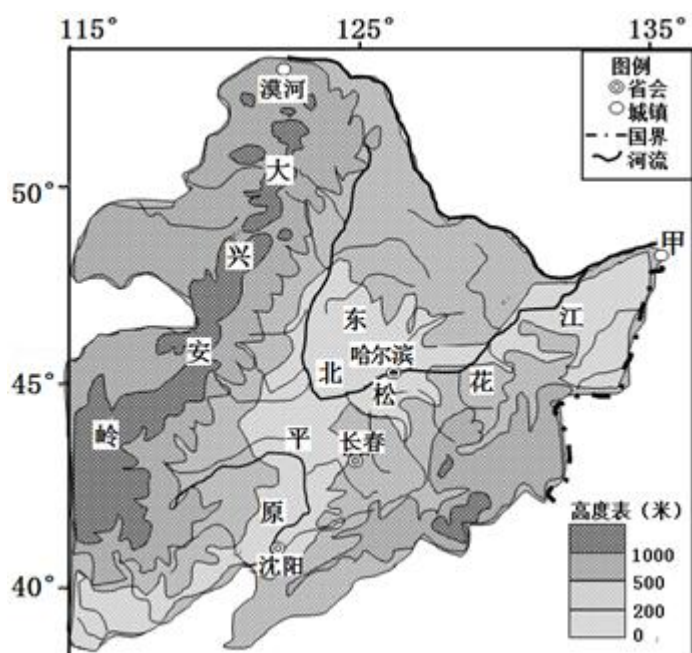 115° 125° 135°
图例
省会
城镇
国界
河流
漠河
大
50°
兴
甲
东
江
安
哈尔滨
北
45°
松
花
岭
平
长春
原
高度表（米）
1000
沈阳
500
40°
200
0